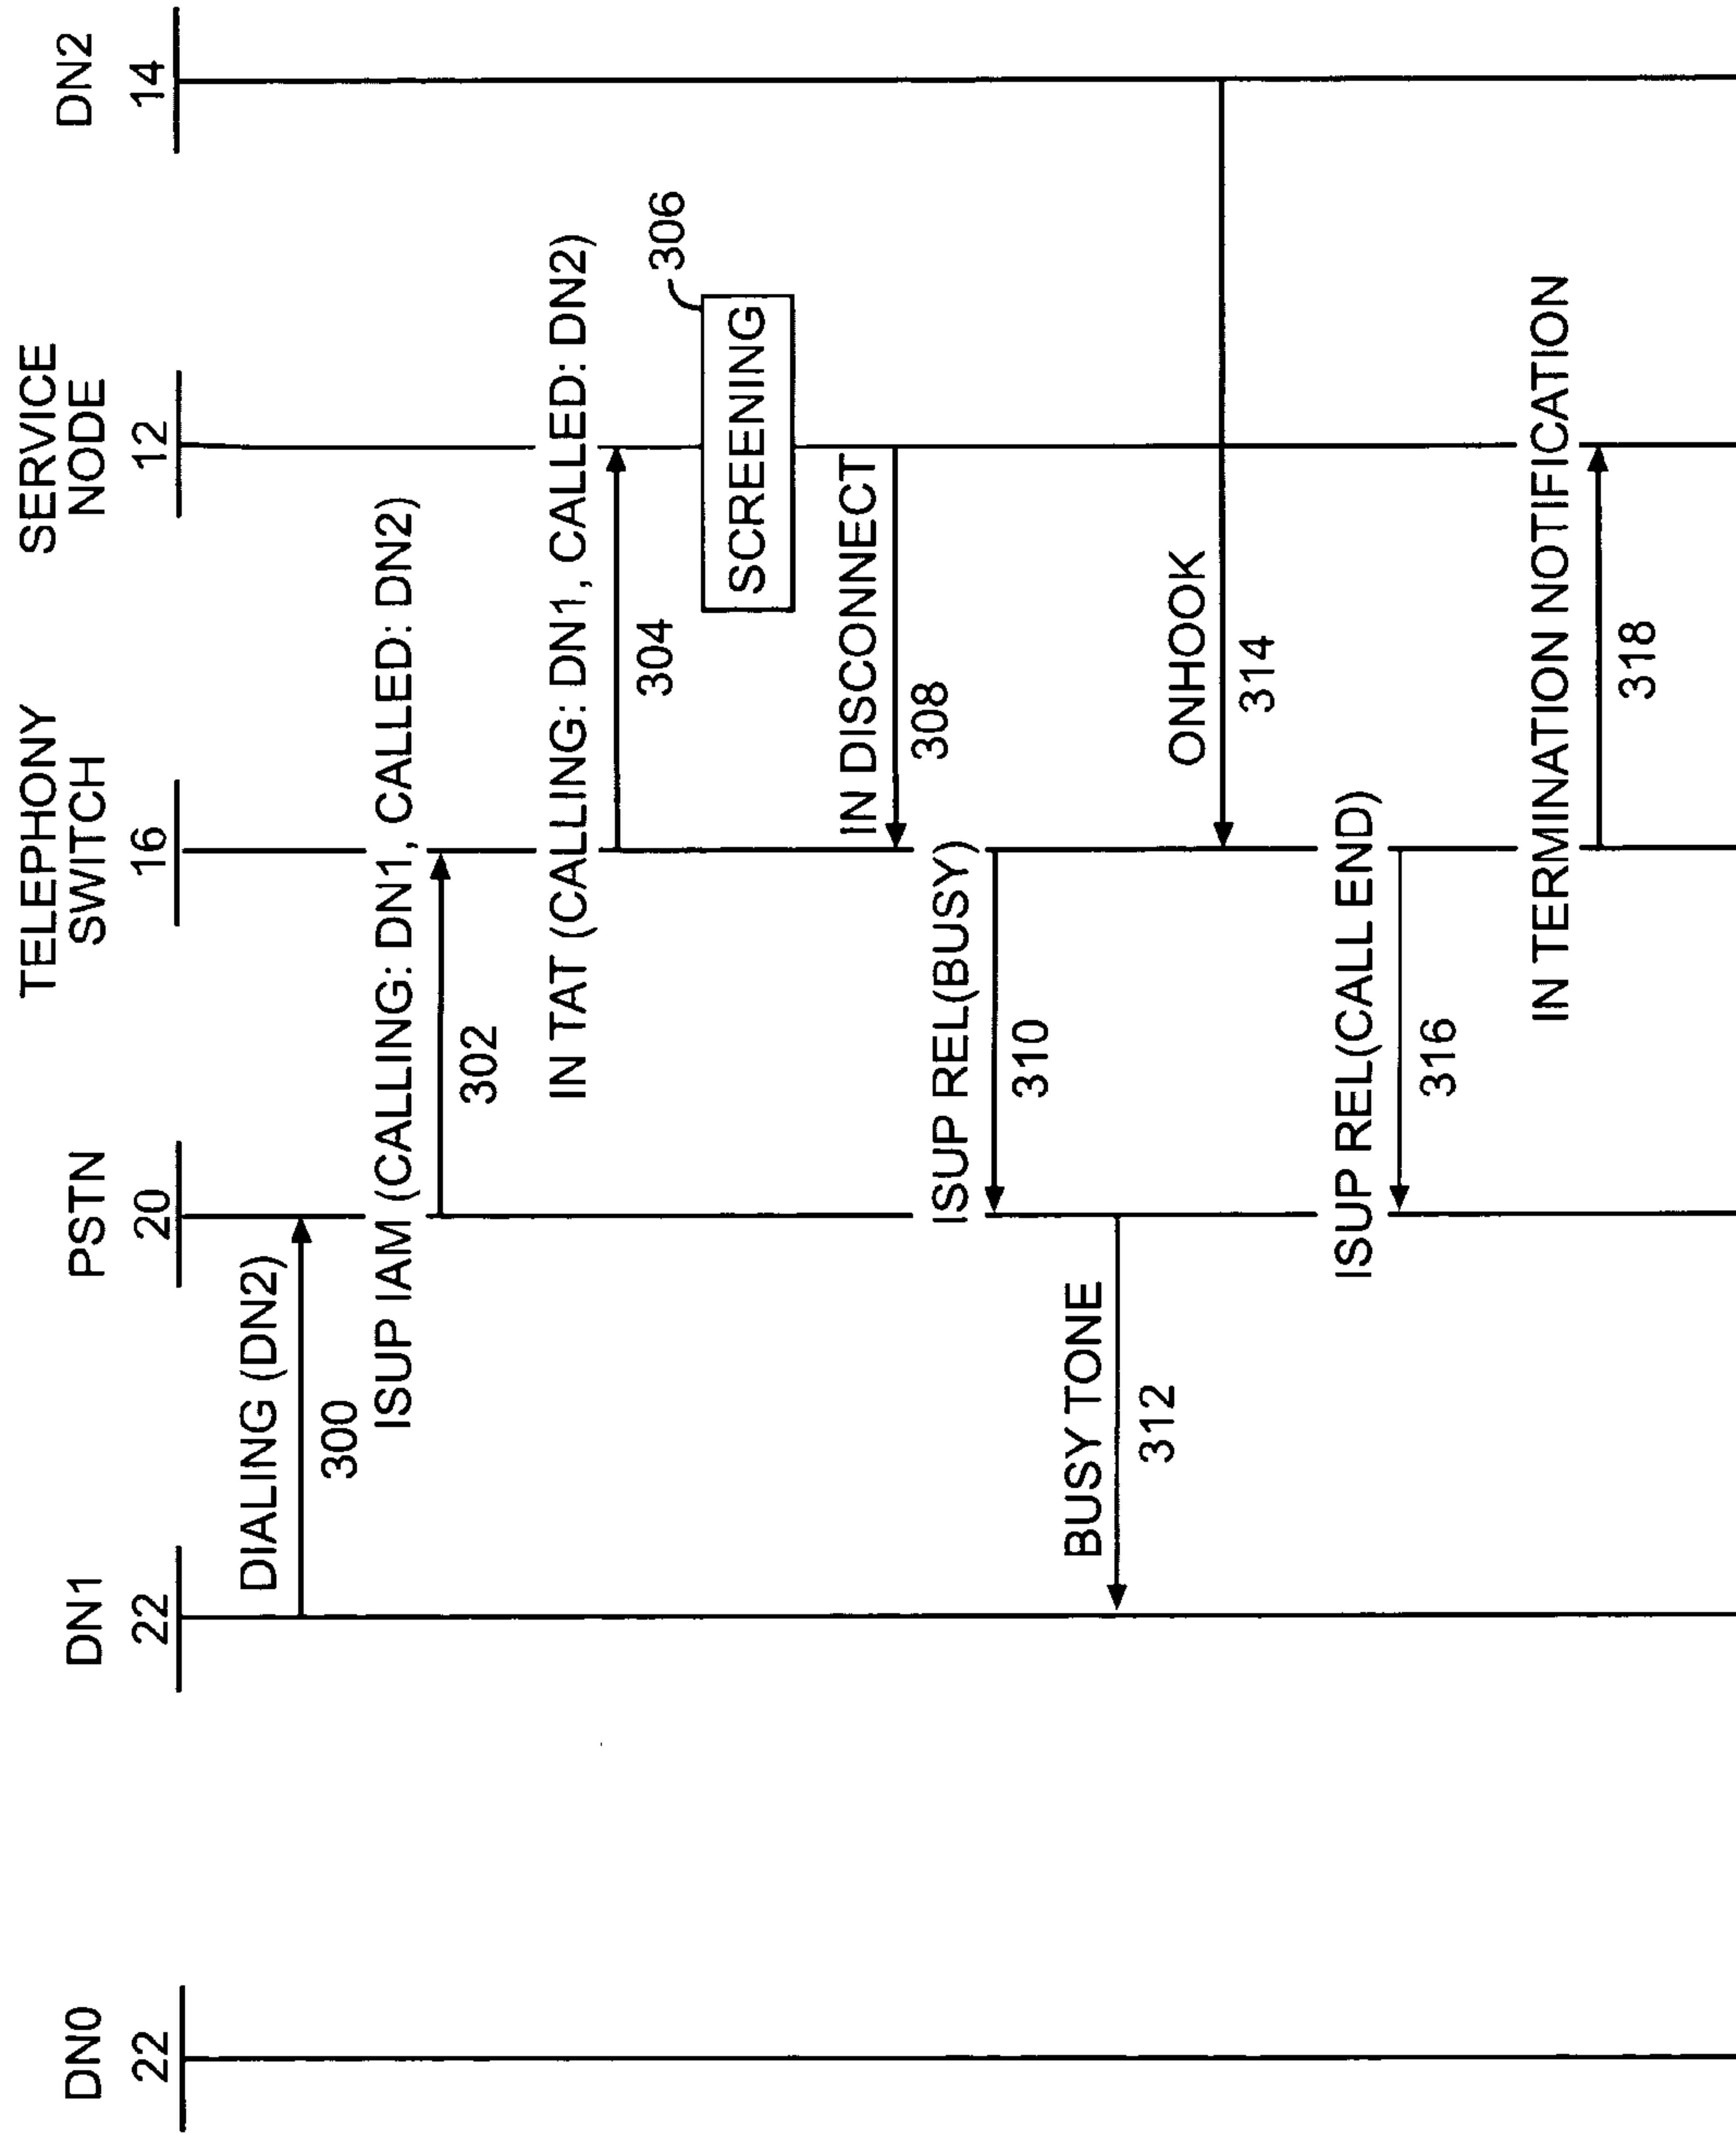 DN0
22
DN1
22
PSTN
20
TELEPHONY
SWITCH
16
SERVICE
NODE
12
DN2
14
DIALING (DN2)
300
ISUP IAM (CALLING: DN1, CALLED: DN2)
302
IN TAT (CALLING: DN1, CALLED: DN2)
304
SCREENING
306
IN DISCONNECT
308
ISUP REL(BUSY)
310
BUSY TONE
312
ONHOOK
314
ISUP REL(CALL END)
316
IN TERMINATION NOTIFICATION
318